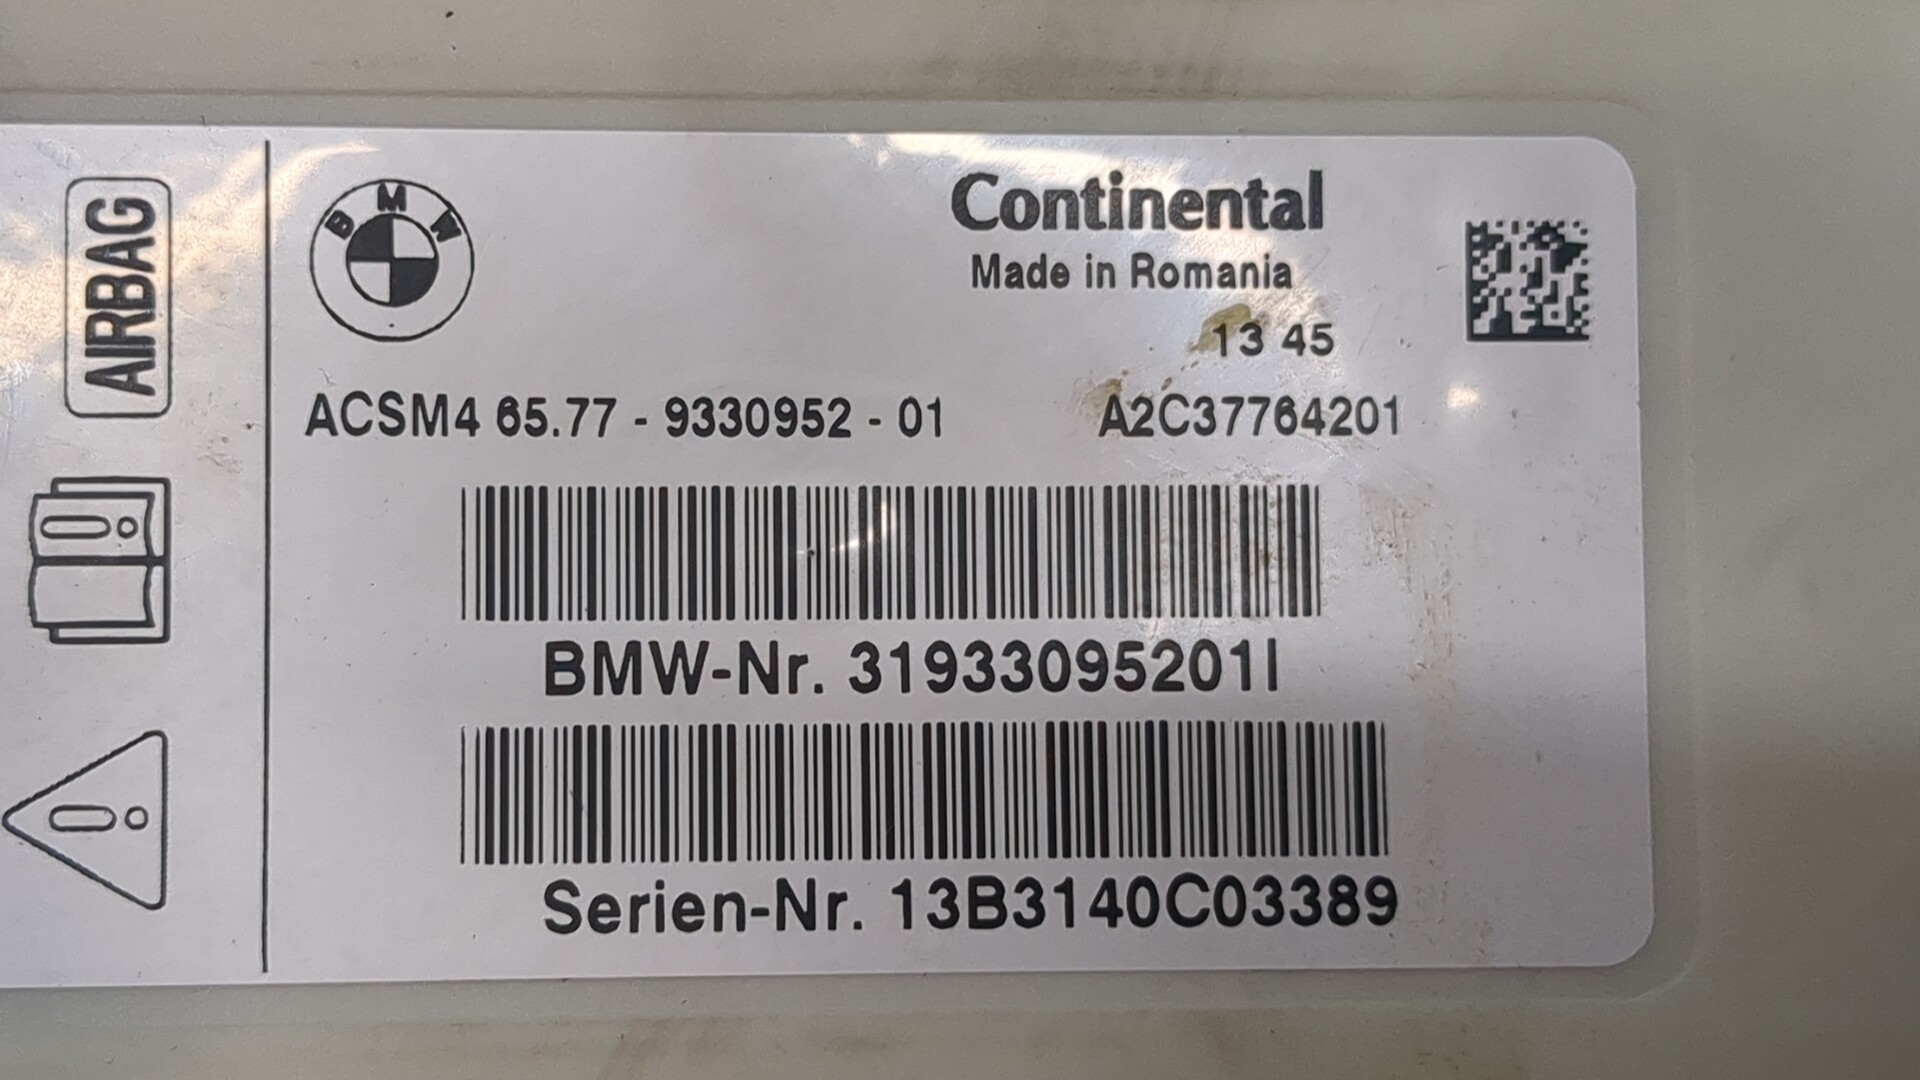 AIRBAG
BMW
Continental
Made in Romania
13 45
ACSM4 65.77 - 9330952 - 01
A2C37764201
BMW-Nr. 31933095201I
Serien-Nr. 13B3140C03389